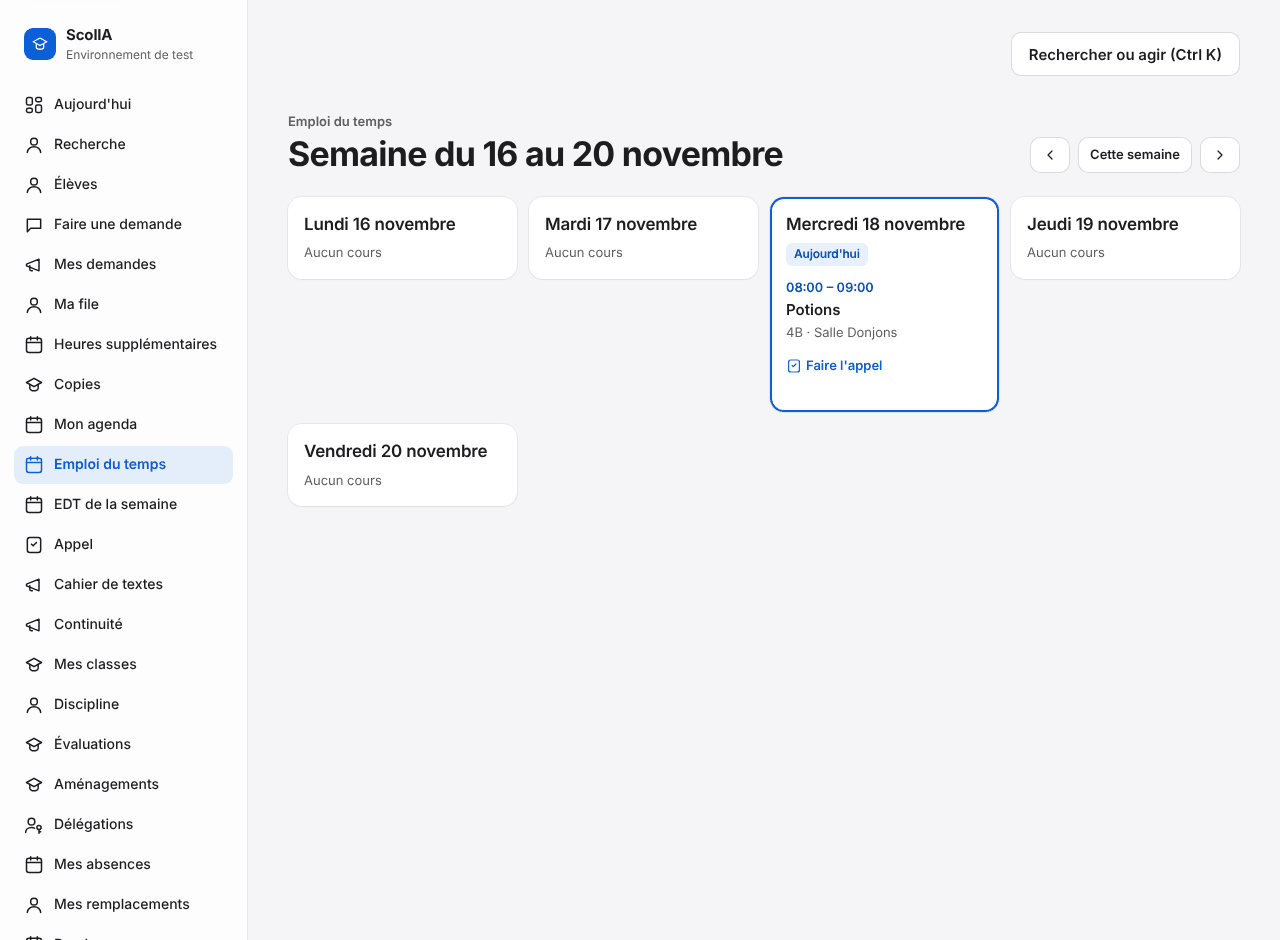 ScolIA
Environnement de test
Aujourd'hui
Recherche
Élèves
Faire une demande
Mes demandes
Ma file
Heures supplémentaires
Copies
Mon agenda
Emploi du temps
EDT de la semaine
Appel
Cahier de textes
Continuité
Mes classes
Discipline
Évaluations
Aménagements
Délégations
Mes absences
Mes remplacements
Rechercher ou agir (Ctrl K)
Emploi du temps
Semaine du 16 au 20 novembre
Cette semaine
Lundi 16 novembre
Aucun cours
Mardi 17 novembre
Aucun cours
Mercredi 18 novembre
Aujourd'hui
08:00 – 09:00
Potions
4B · Salle Donjons
Faire l'appel
Jeudi 19 novembre
Aucun cours
Vendredi 20 novembre
Aucun cours